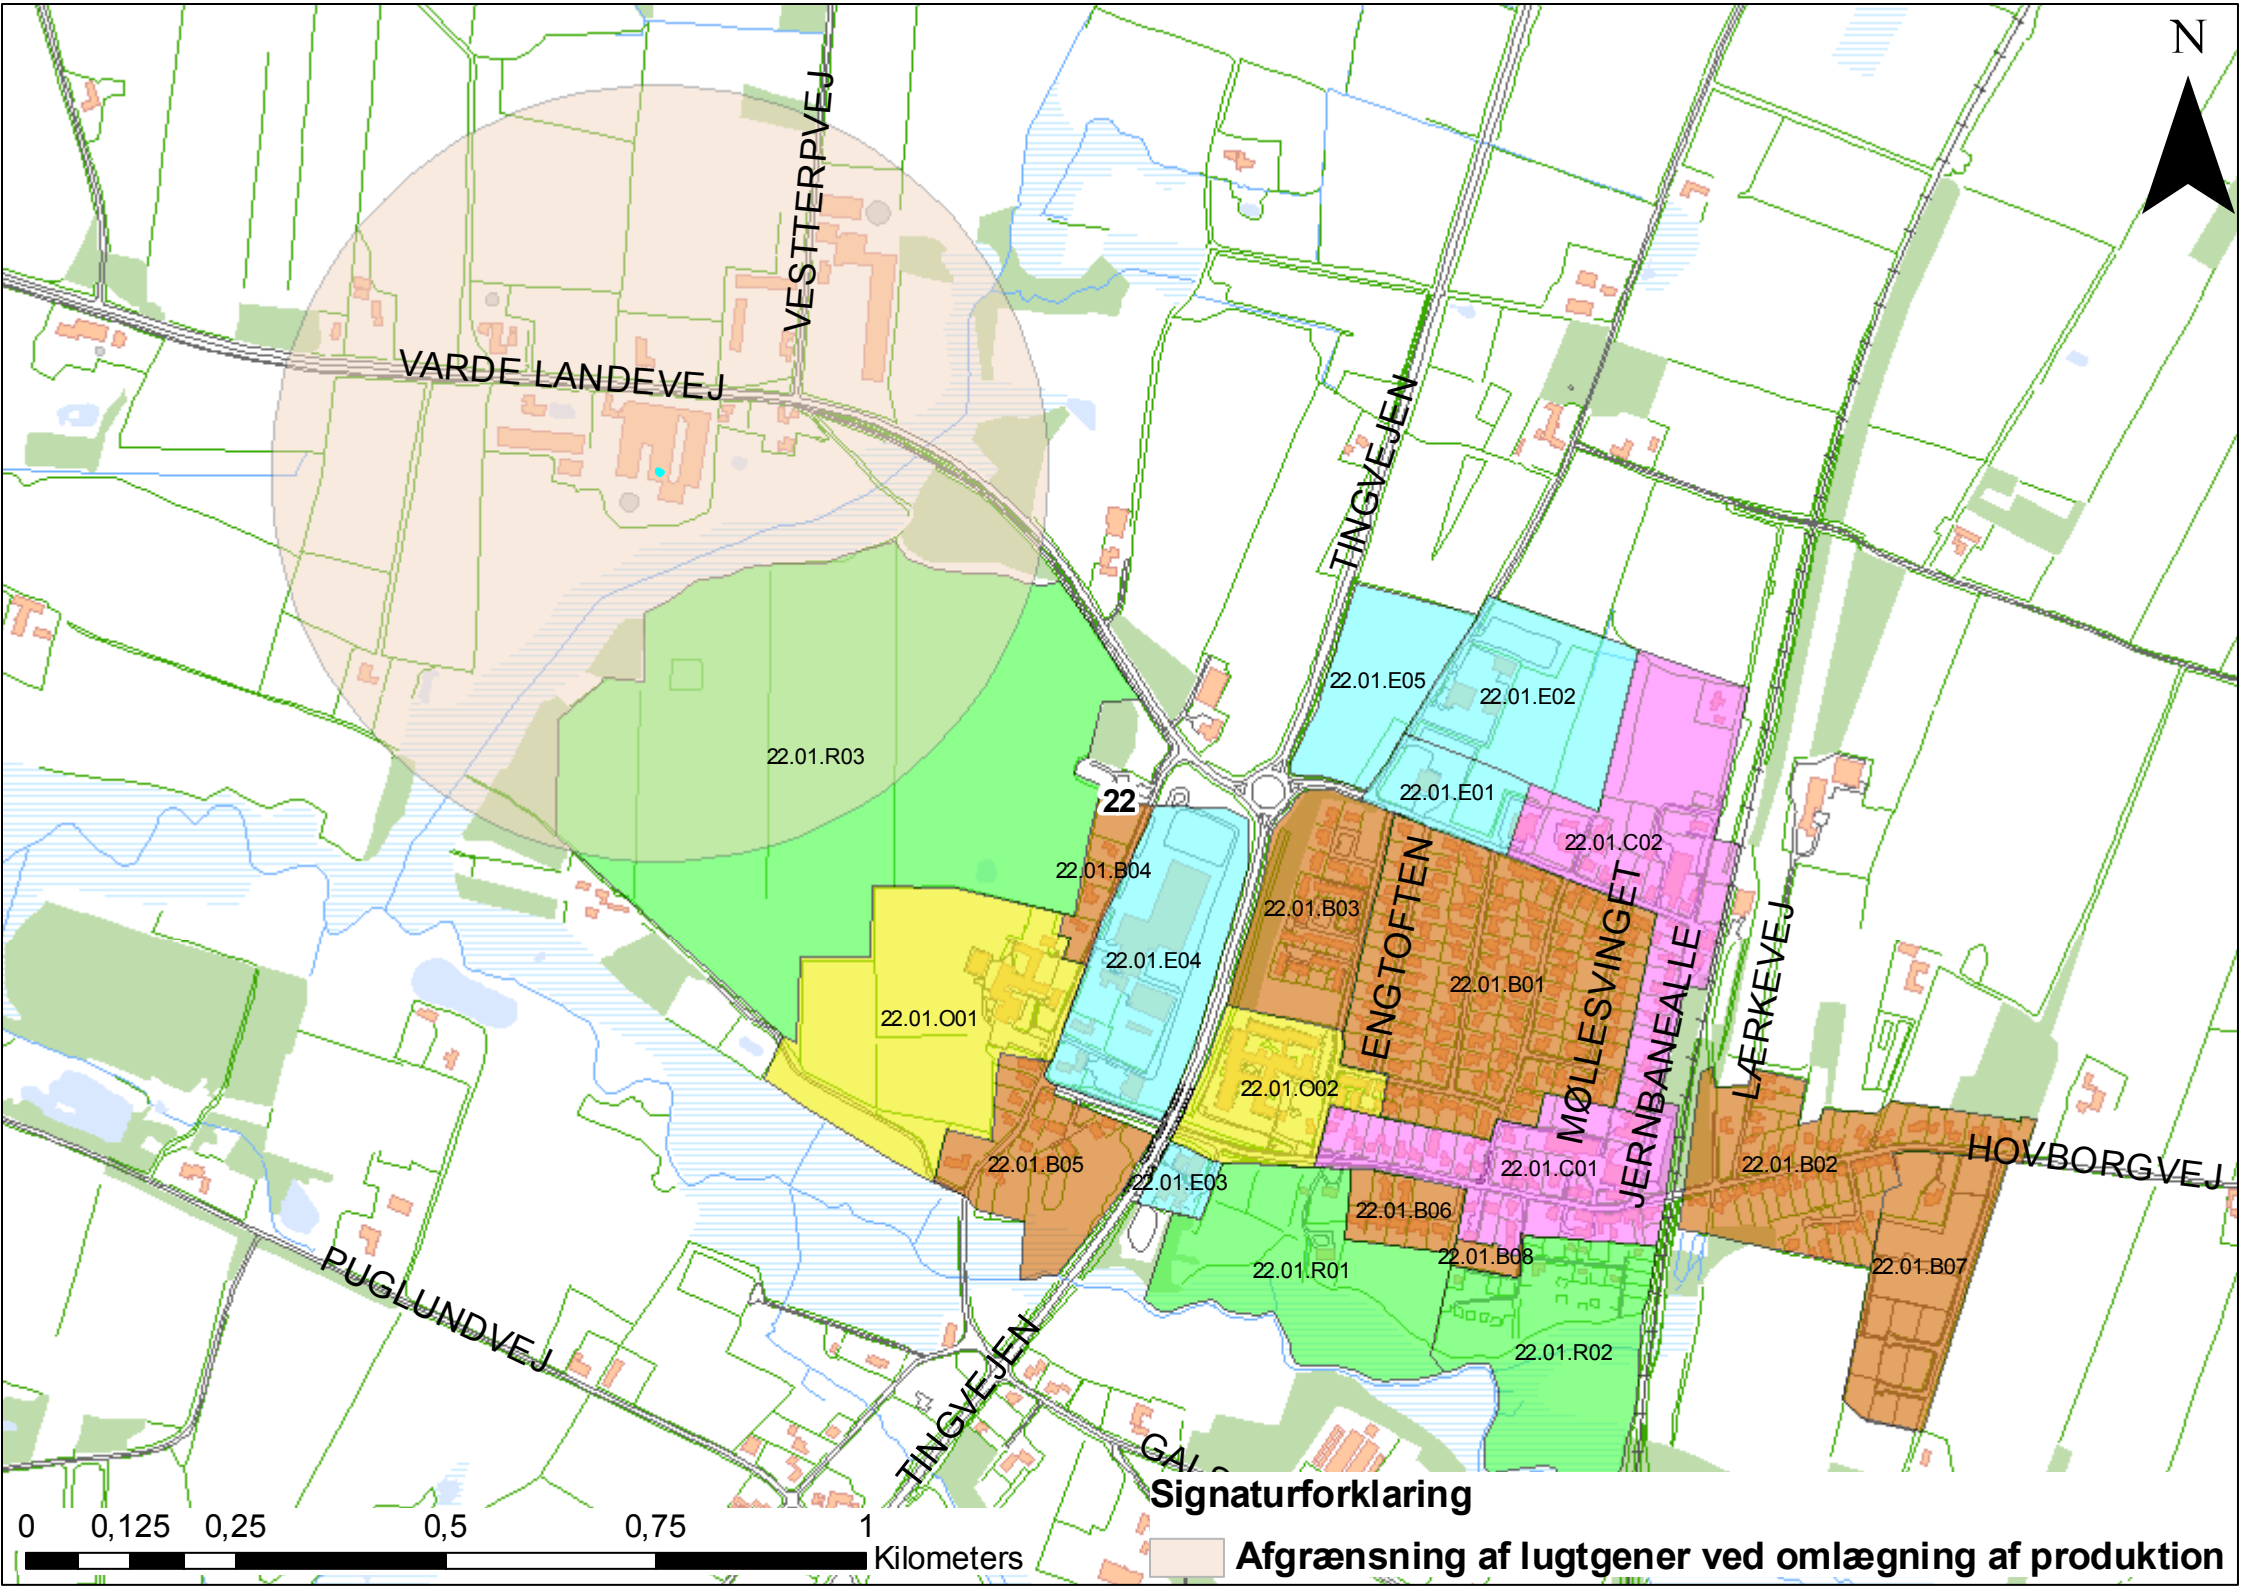 N
VESTTERPVEJ
VARDE LANDEVEJ
TINGVEJEN
22.01.E05
22.01.E02
22.01.R03
22.01.E01
22
22.01.C02
22.01.B04
22.01.B03
ENGTOFTEN
MØLLESVINGET
22.01.E04
22.01.B01
JERNBANEALLE
LÆRKEVEJ
22.01.O01
22.01.O02
22.01.B05
22.01.E03
22.01.C01
22.01.B02
HOVBORGVEJ
22.01.B06
22.01.B08
22.01.R01
22.01.B07
PUGLUNDVEJ
22.01.R02
TINGVEJEN
Signaturforklaring
0 0,125 0,25 0,5 0,75 1
Kilometers
Afgrænsning af lugtgener ved omlægning af produktion